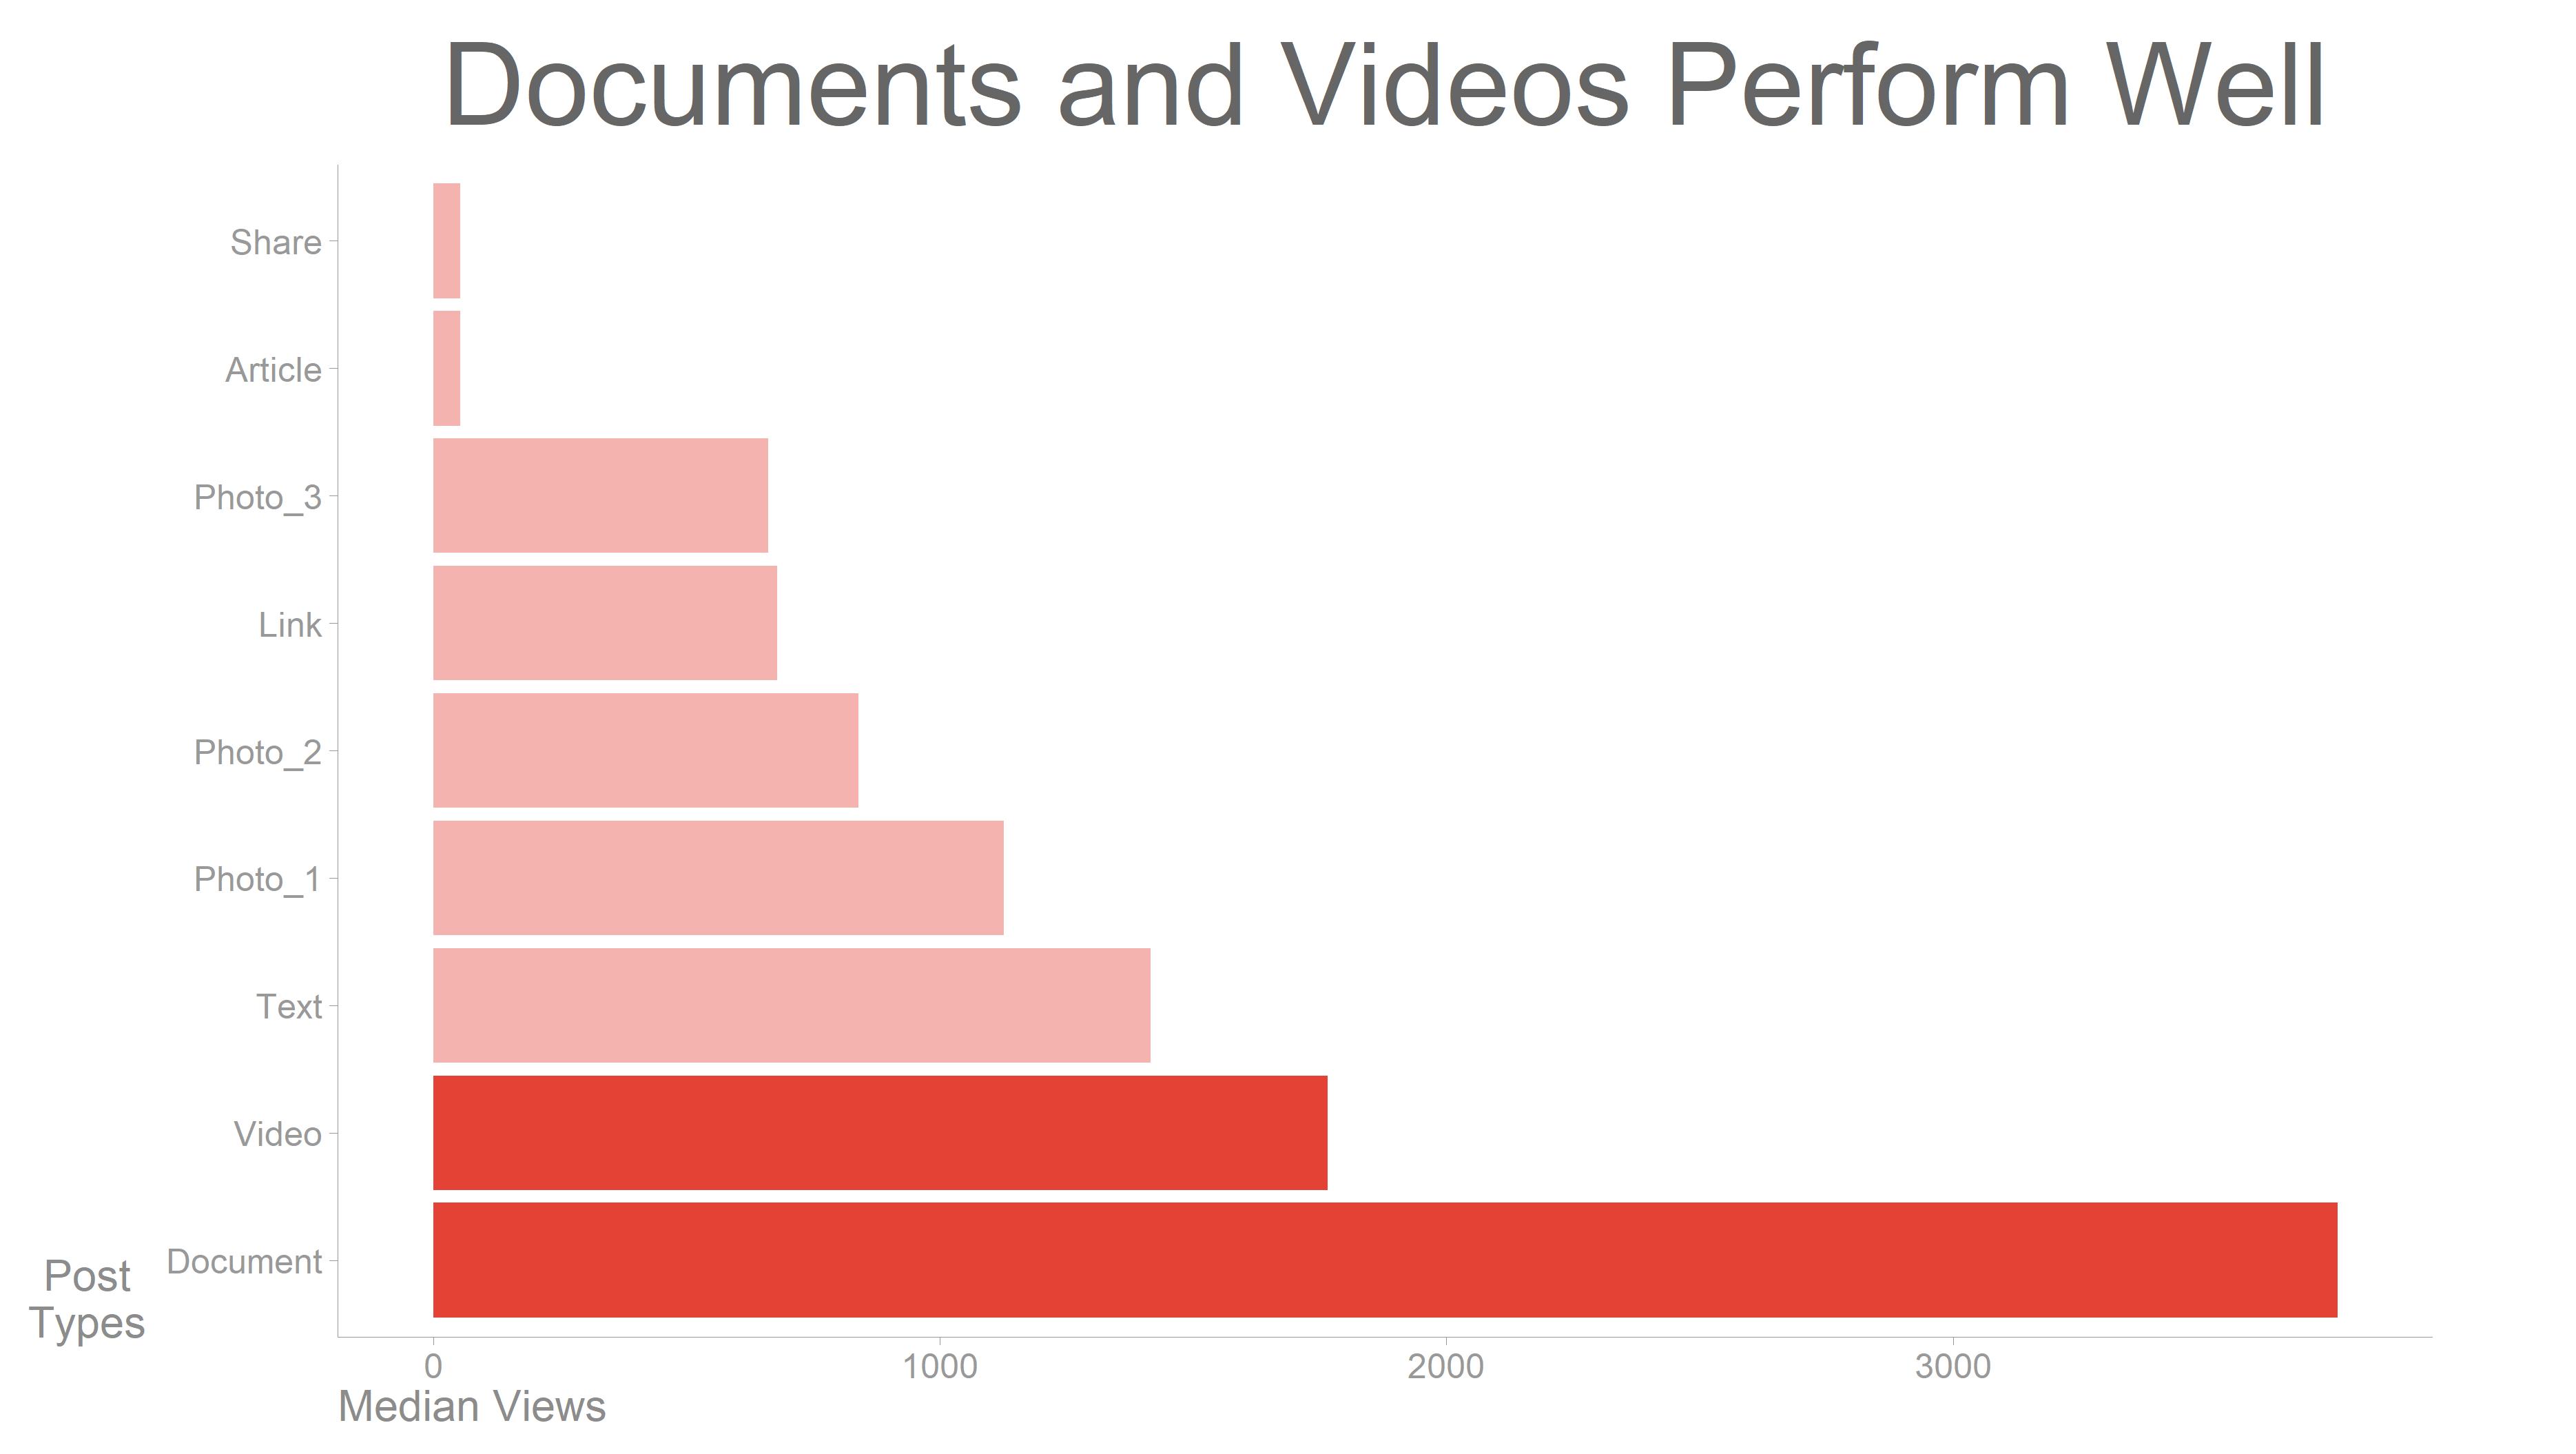 Documents and Videos Perform Well
Share
Article
Photo_3
Link
Photo_2
Photo_1
Text
Video
Document
Post
Types
0 1000 2000 3000
Median Views